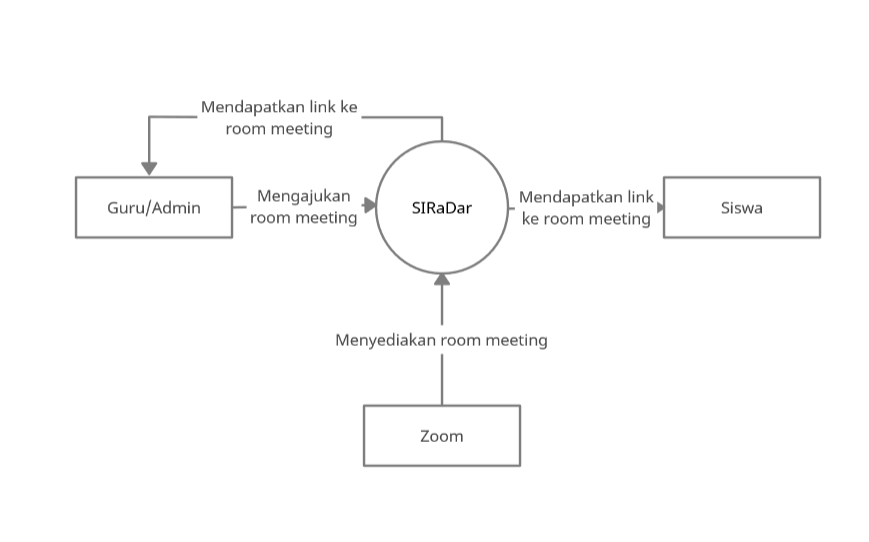 Mendapatkan link ke
room meeting
Guru/Admin
Mengajukan
room meeting
SIRaDar
Mendapatkan link
ke room meeting
Siswa
Menyediakan room meeting
Zoom